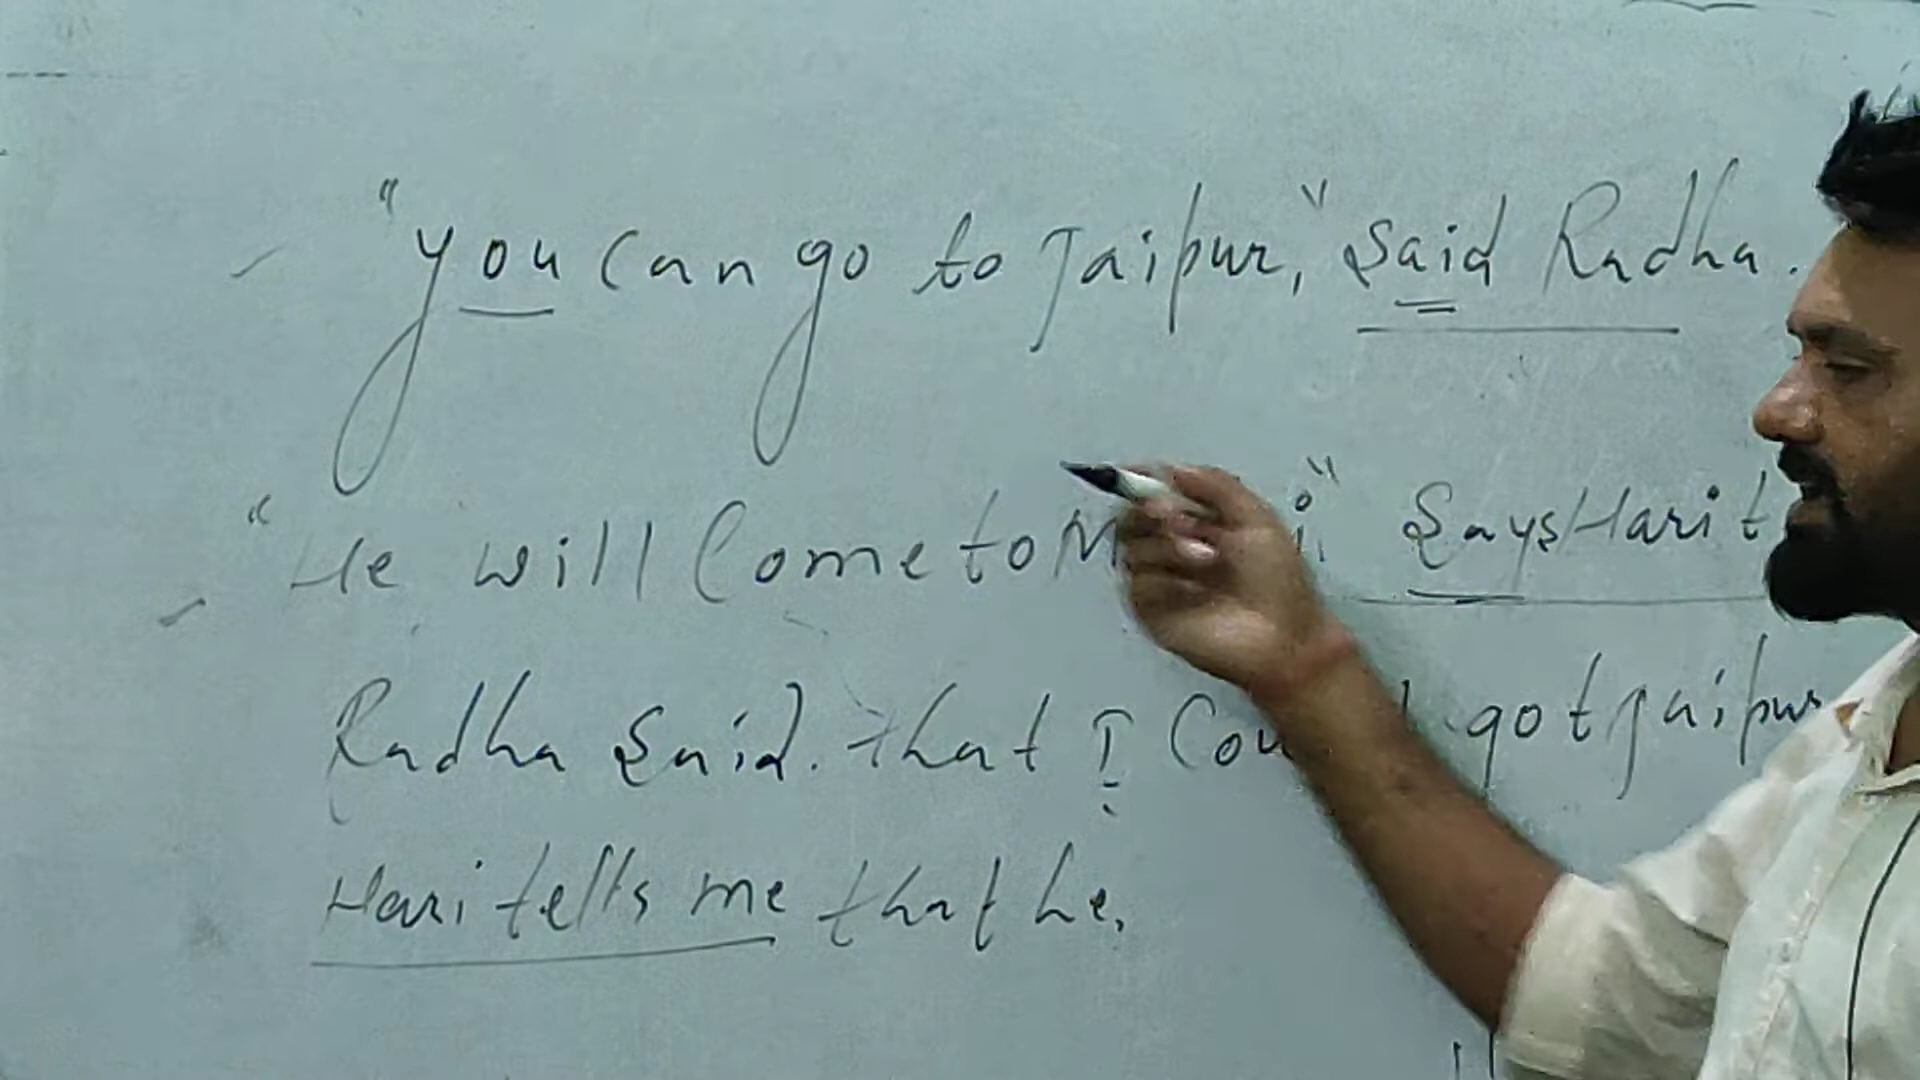 "you can go to Jaipur," said Radha.
"He will come to says Hari t
Radha said. that I go t Jaipur
Hari tells me that he.